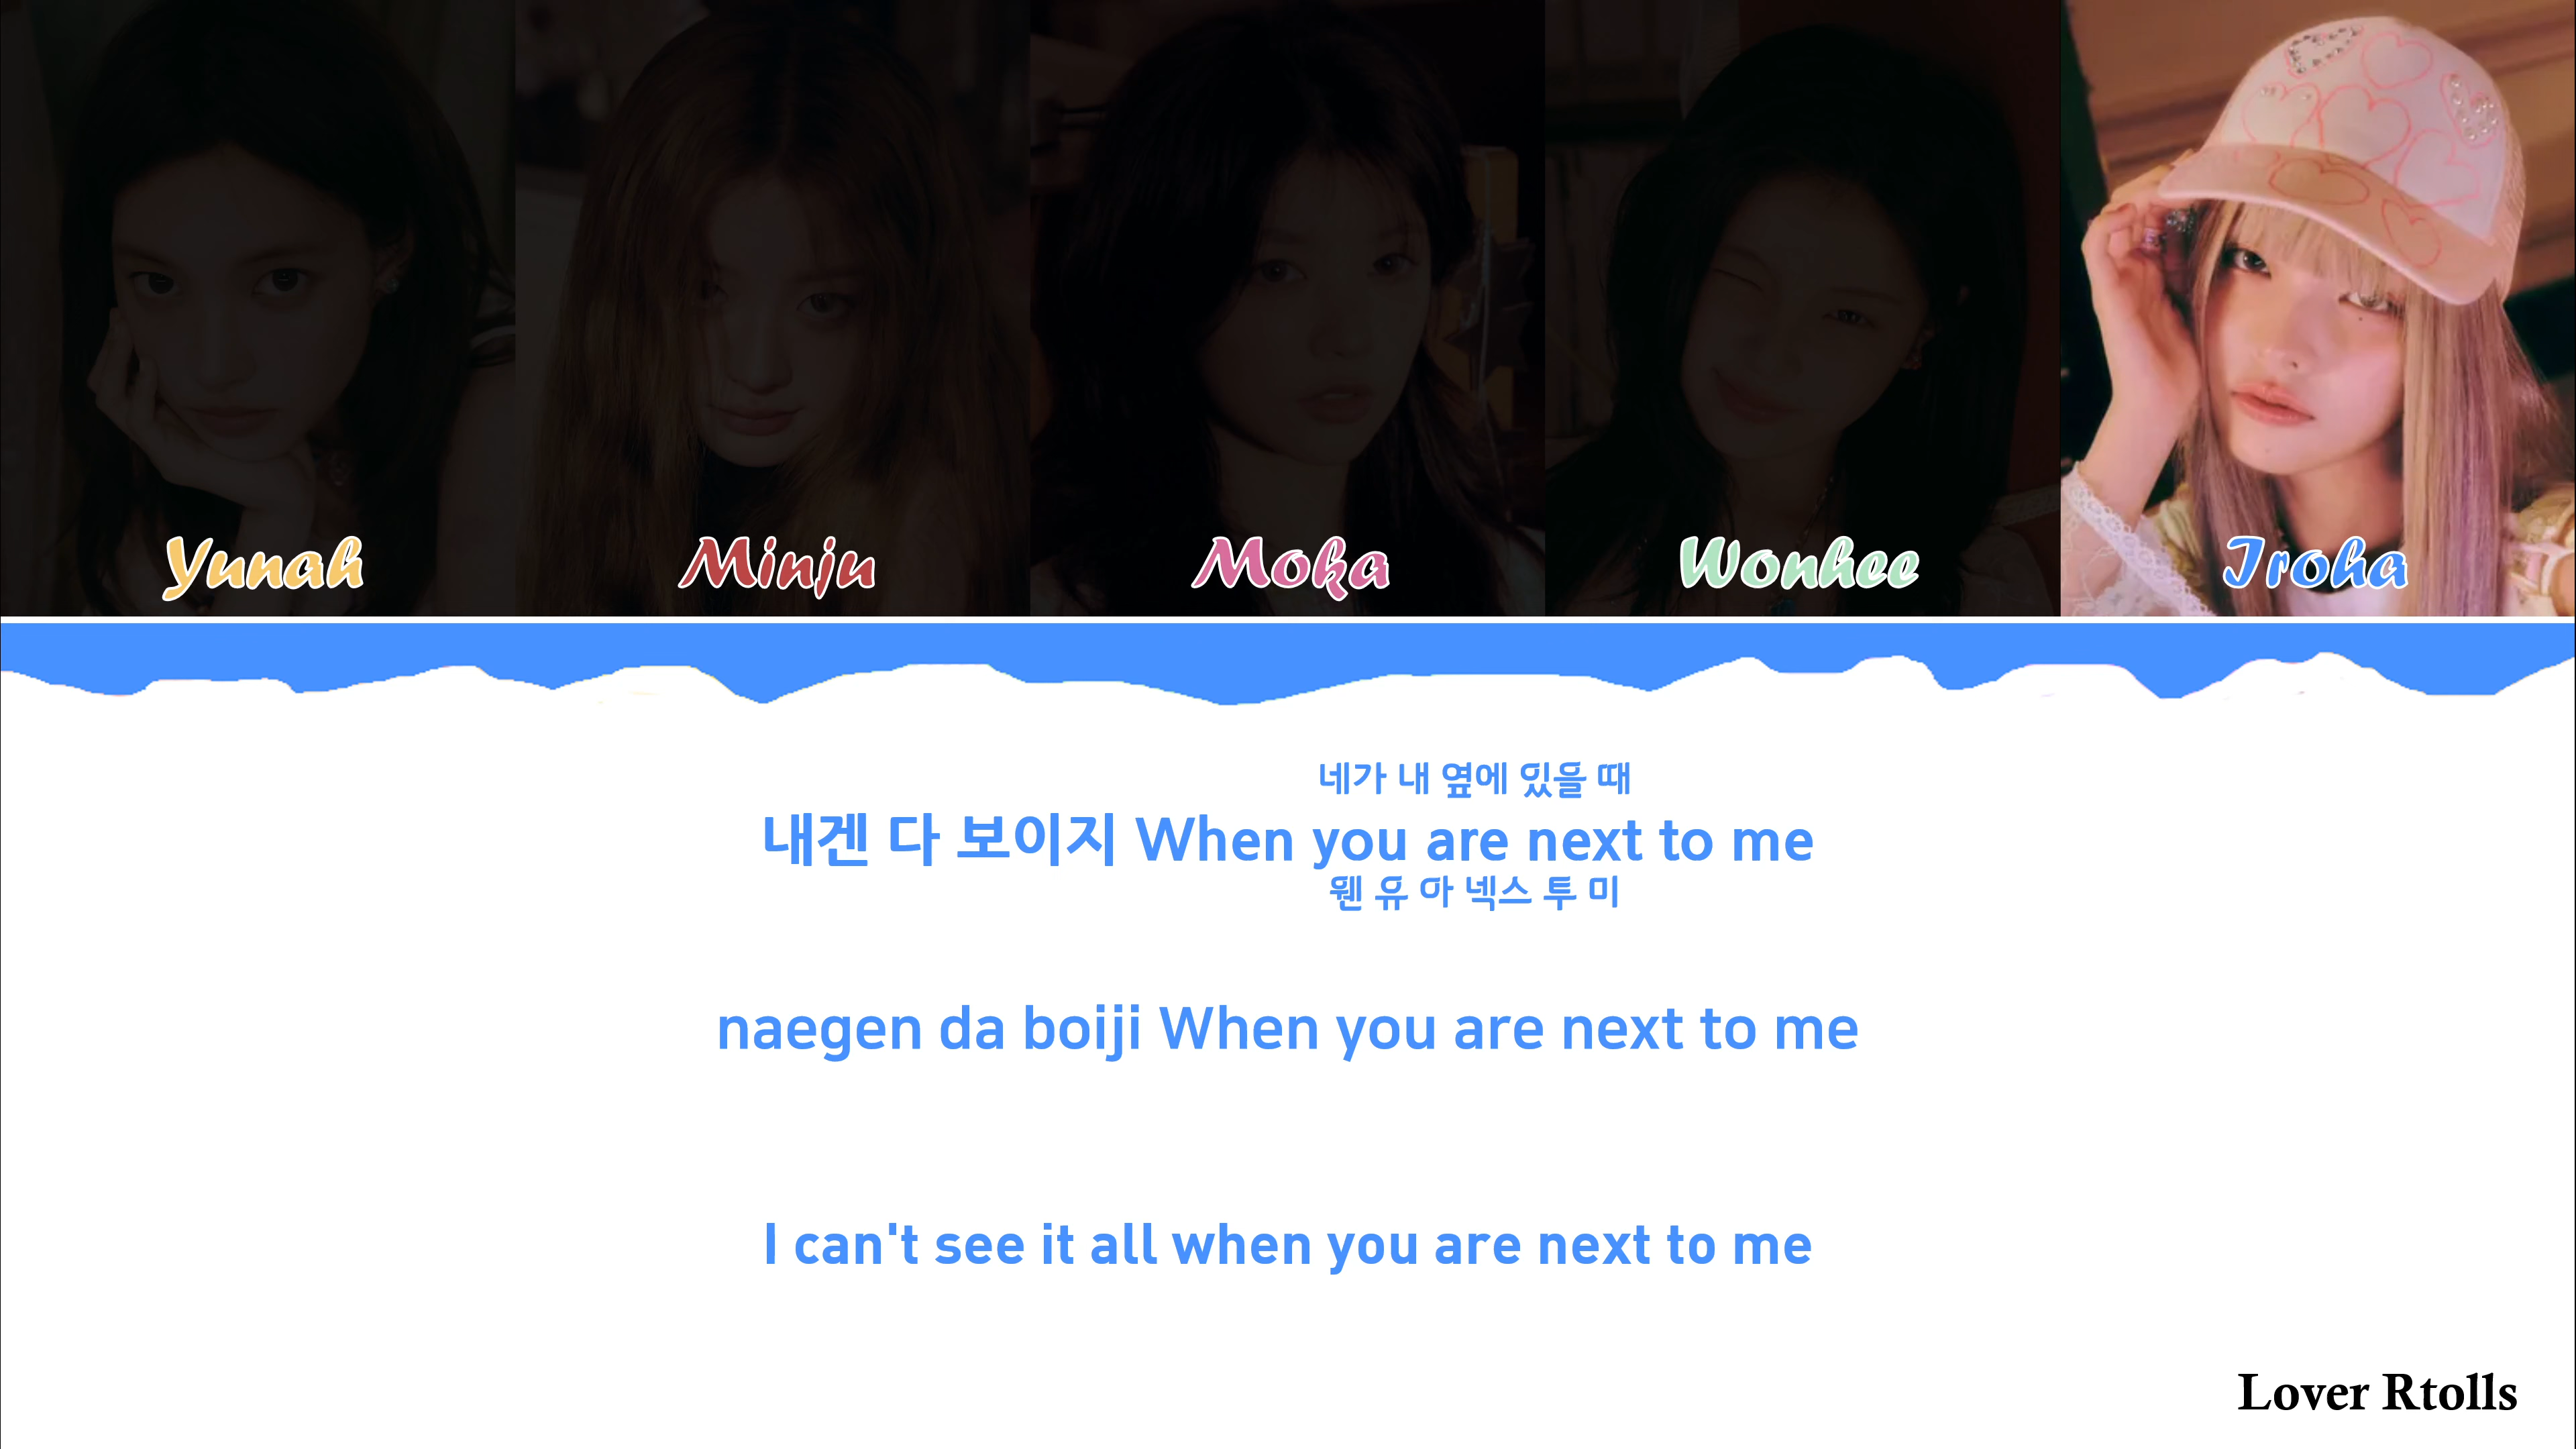 Yunah
Minju
Moka
Wonhee
Iroha
네가 내 옆에 있을 때
내겐 다 보이지 When you are next to me
웬 유 아 넥스 투 미
naegen da boiji When you are next to me
I can't see it all when you are next to me
Lover Rtolls